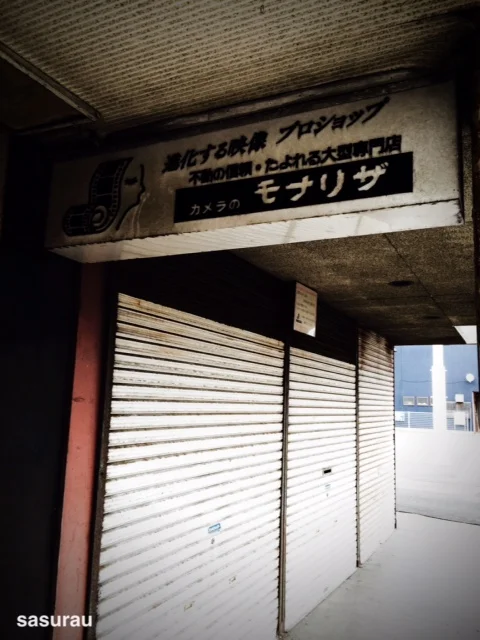 進化する映像 プロショップ
不動の信頼・たよれる大型専門店
カメラの モナリザ
sasurau